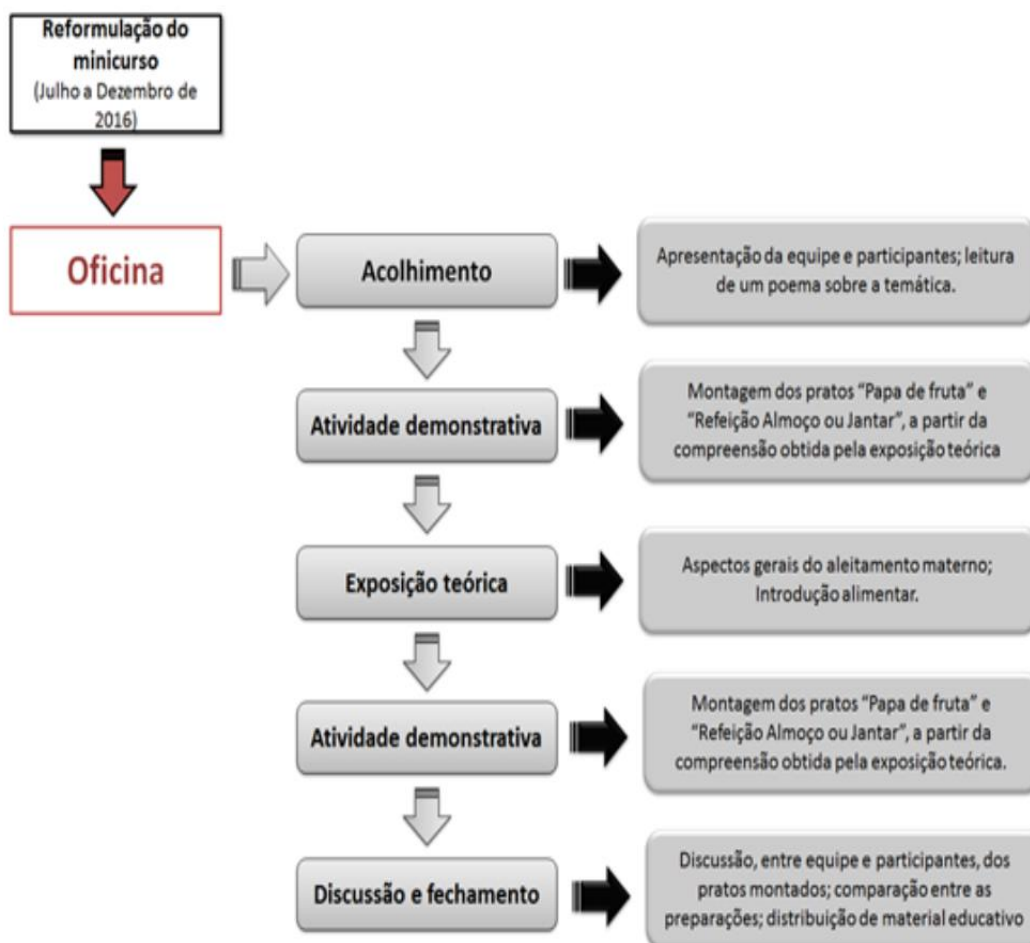 Reformulação do
minicurso
(Julho a Dezembro de
2016)
Oficina
Acolhimento
Apresentação da equipe e participantes; leitura
de um poema sobre a temática.
Atividade demonstrativa
Montagem dos pratos “Papa de fruta” e
“Refeição Almoço ou Jantar”, a partir da
compreensão obtida pela exposição teórica
Exposição teórica
Aspectos gerais do aleitamento materno;
Introdução alimentar.
Atividade demonstrativa
Montagem dos pratos “Papa de fruta” e
“Refeição Almoço ou Jantar”, a partir da
compreensão obtida pela exposição teórica.
Discussão e fechamento
Discussão, entre equipe e participantes, dos
pratos montados; comparação entre as
preparações; distribuição de material educativo